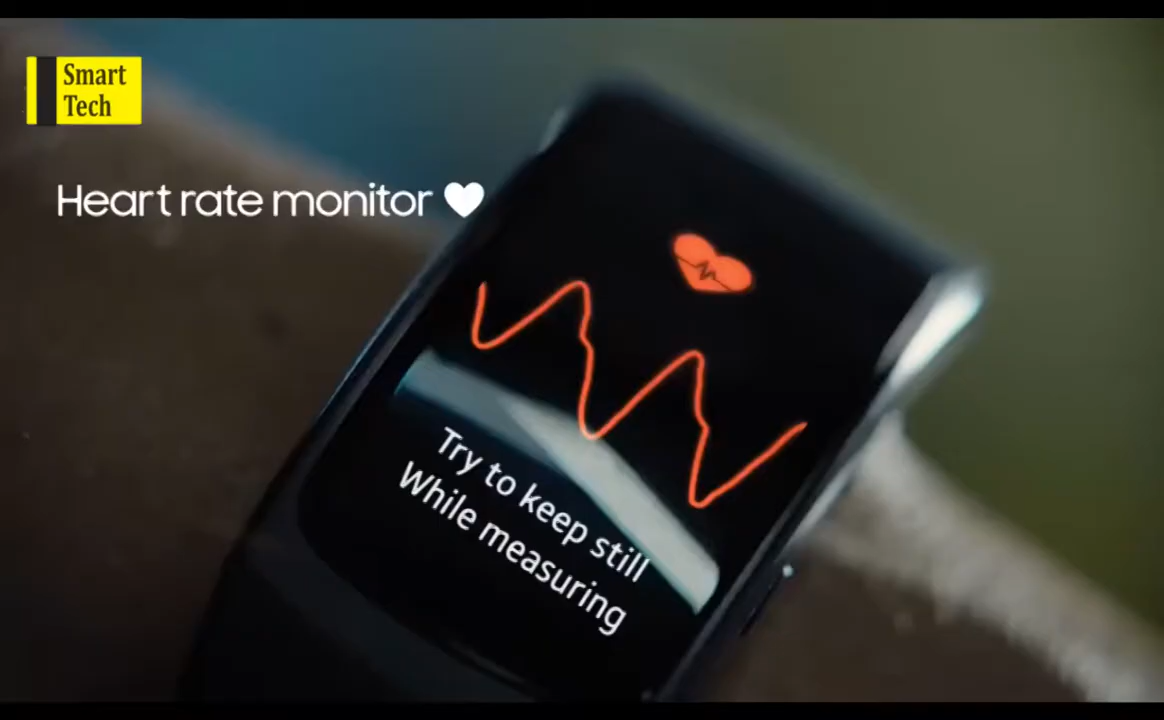 Smart
Tech
Heart rate monitor
Try to keep still
While measuring